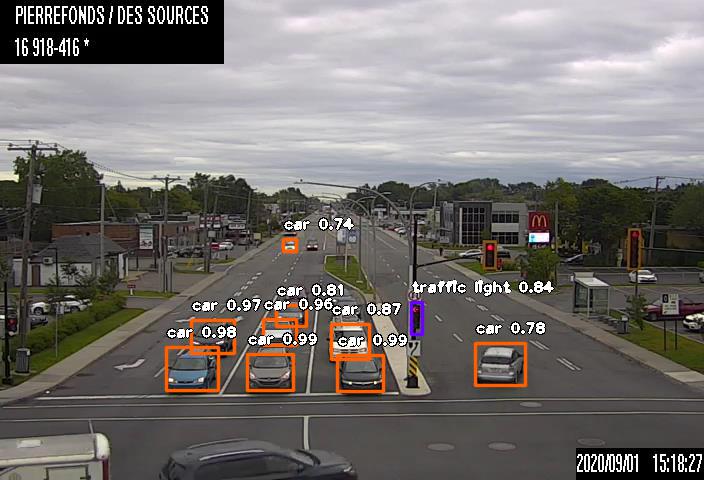 PIERREFONDS / DES SOURCES
16 918-416 *
car 0.74
car 0.81
traffic light 0.84
car 0.97
car 0.96
car 0.87
car 0.98
car 0.99
car 0.99
car 0.78
2020/09/01 15:18:27